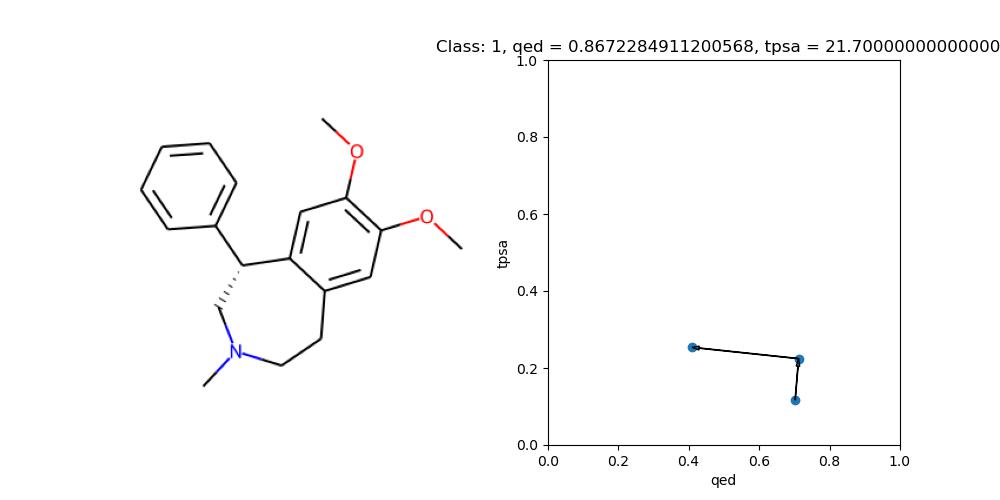 Class: 1, qed = 0.8672284911200568, tpsa = 21.70000000000000
O
O
N
1.0
0.8
0.6
0.4
0.2
0.0
tpsa
0.0 0.2 0.4 0.6 0.8 1.0
qed